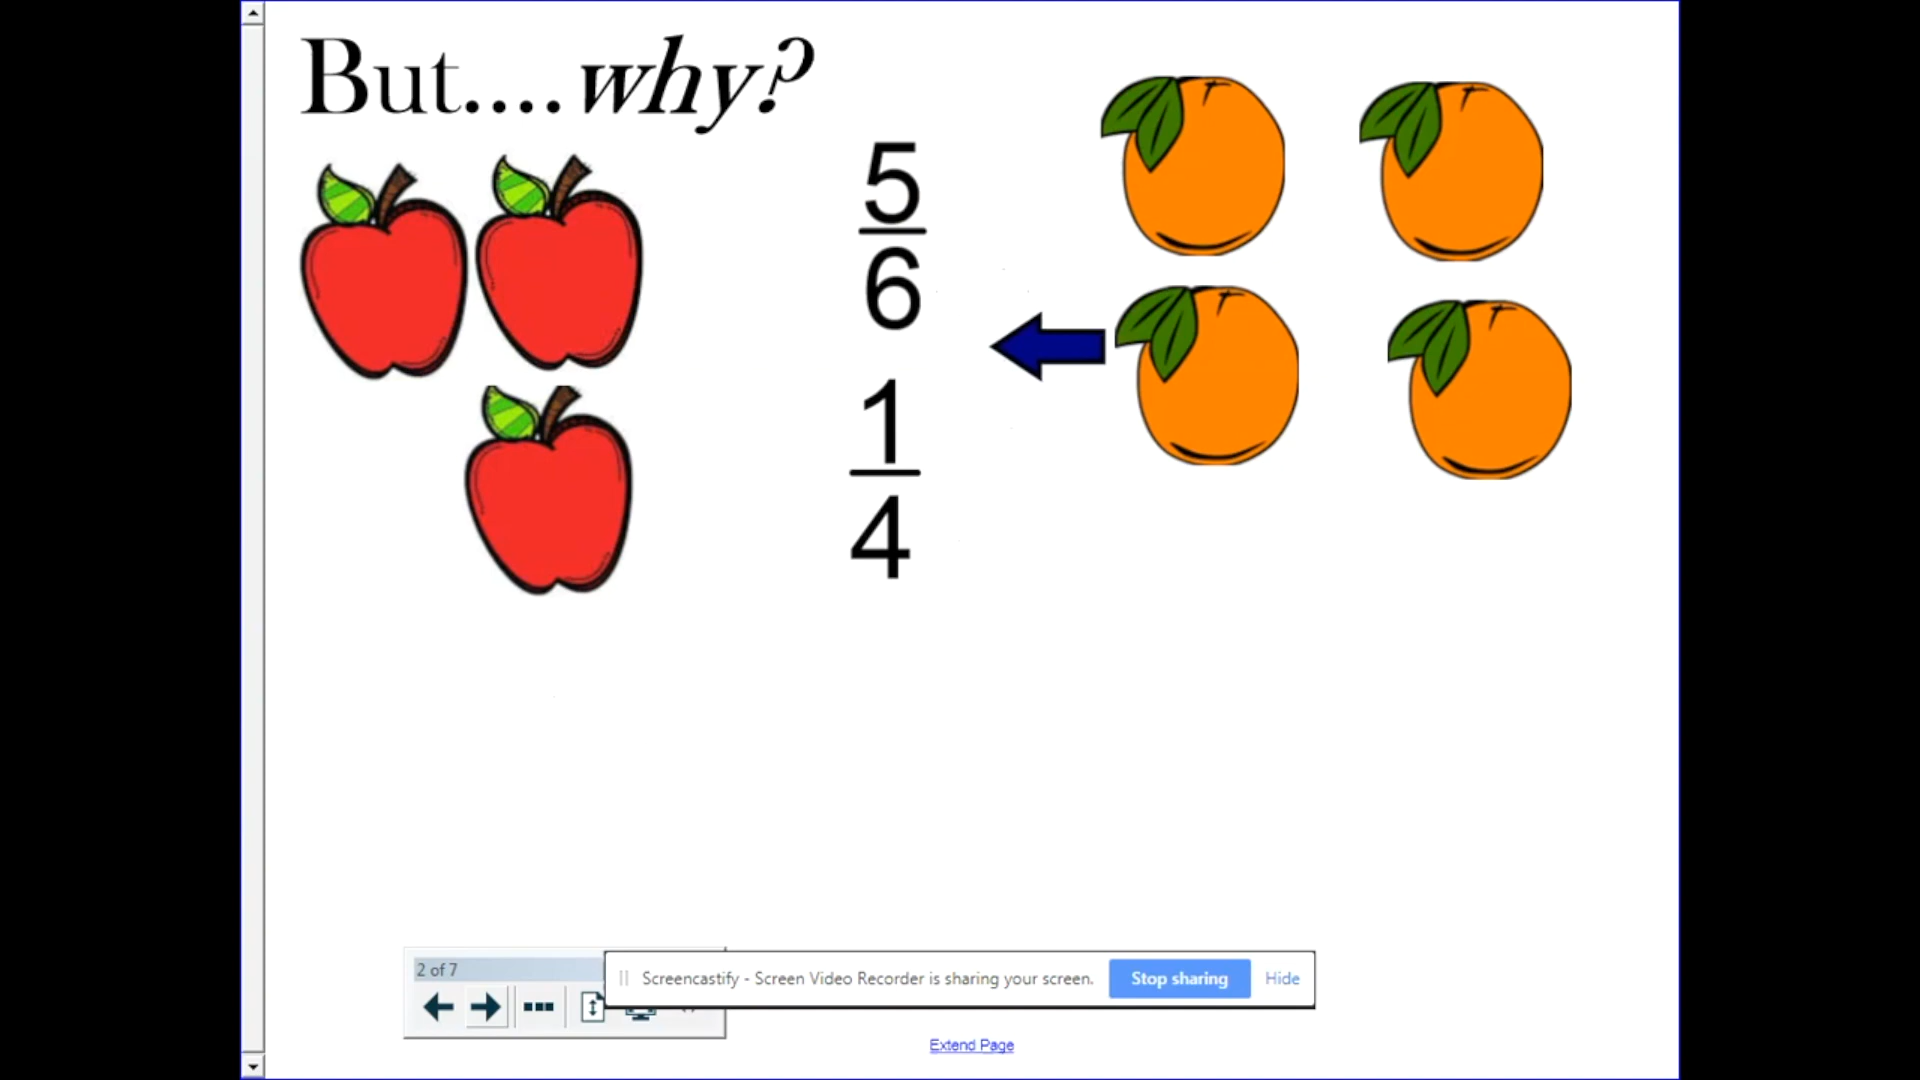 But....why?
5
6
1
4
2 of 7
Screencastify - Screen Video Recorder is sharing your screen.
Stop sharing
Hide
Extend Page